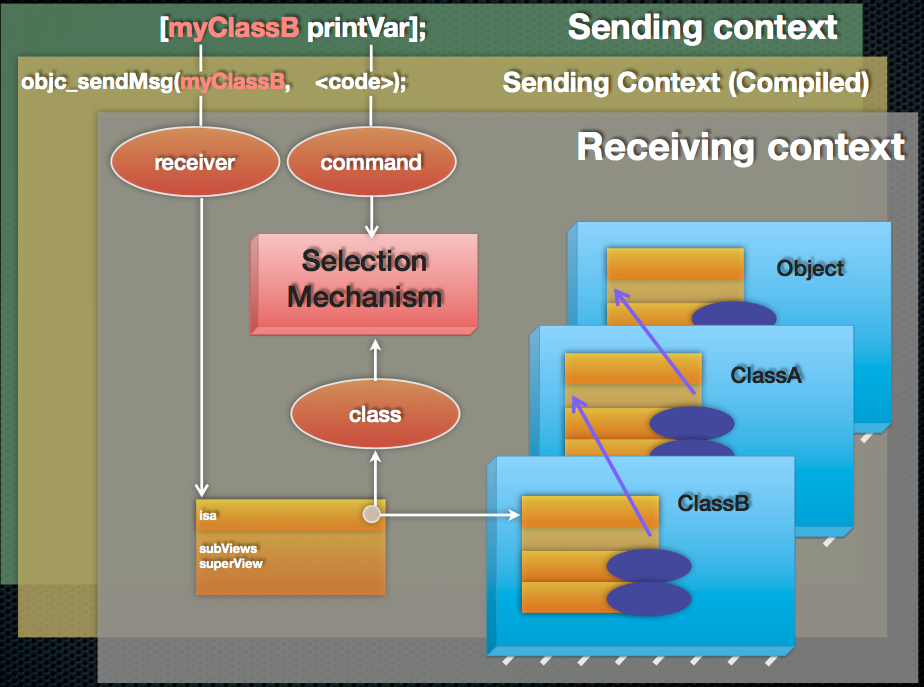 [myClassB printVar];
Sending context
objc_sendMsg(myClassB, <code>);
Sending Context (Compiled)
Receiving context
receiver
command
Selection
Mechanism
Object
ClassA
class
ClassB
isa
subViews
superView